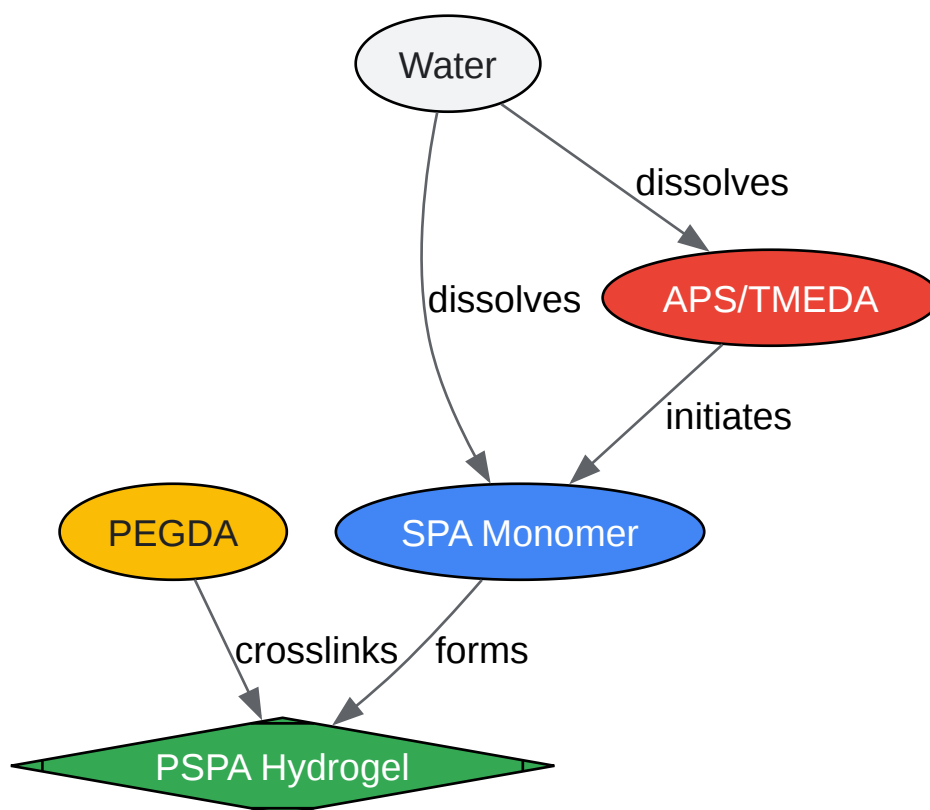 Water
dissolves
dissolves
APS/TMEDA
initiates
PEGDA
SPA Monomer
crosslinks
forms
PSPA Hydrogel